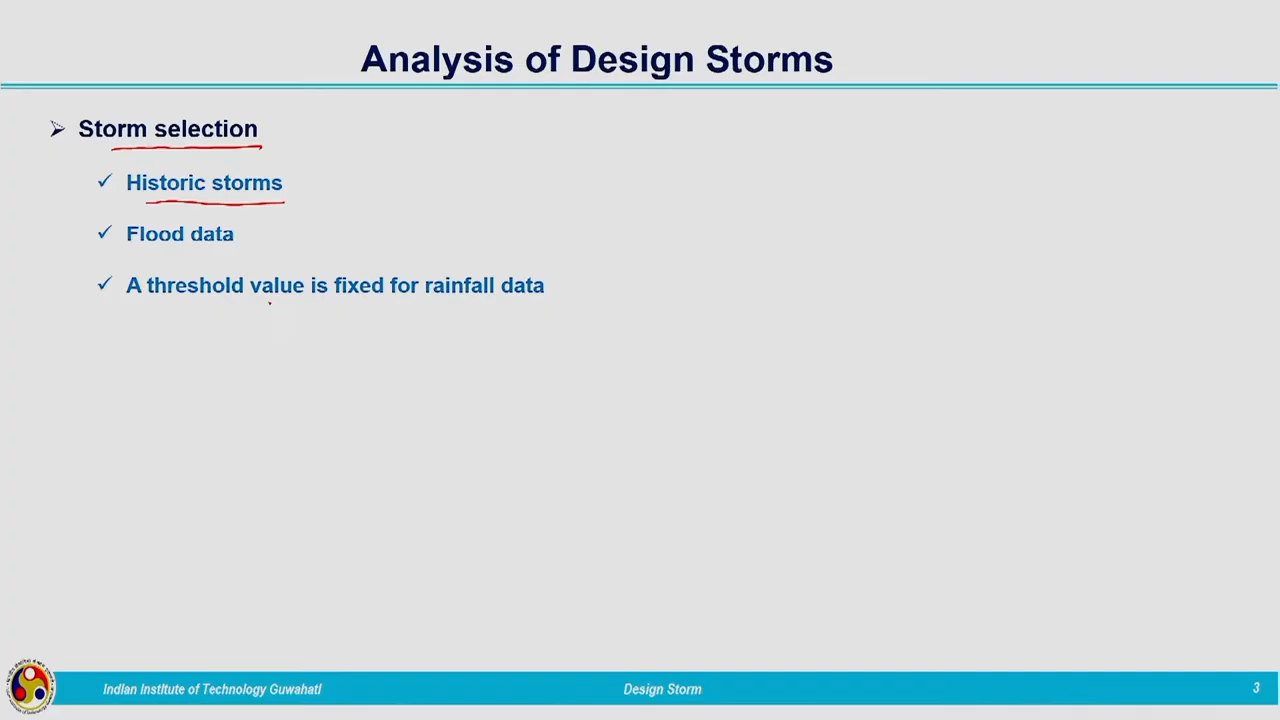 Analysis of Design Storms
Storm selection
Historic storms
Flood data
A threshold value is fixed for rainfall data
Indian Institute of Technology Guwahati
Design Storm
3